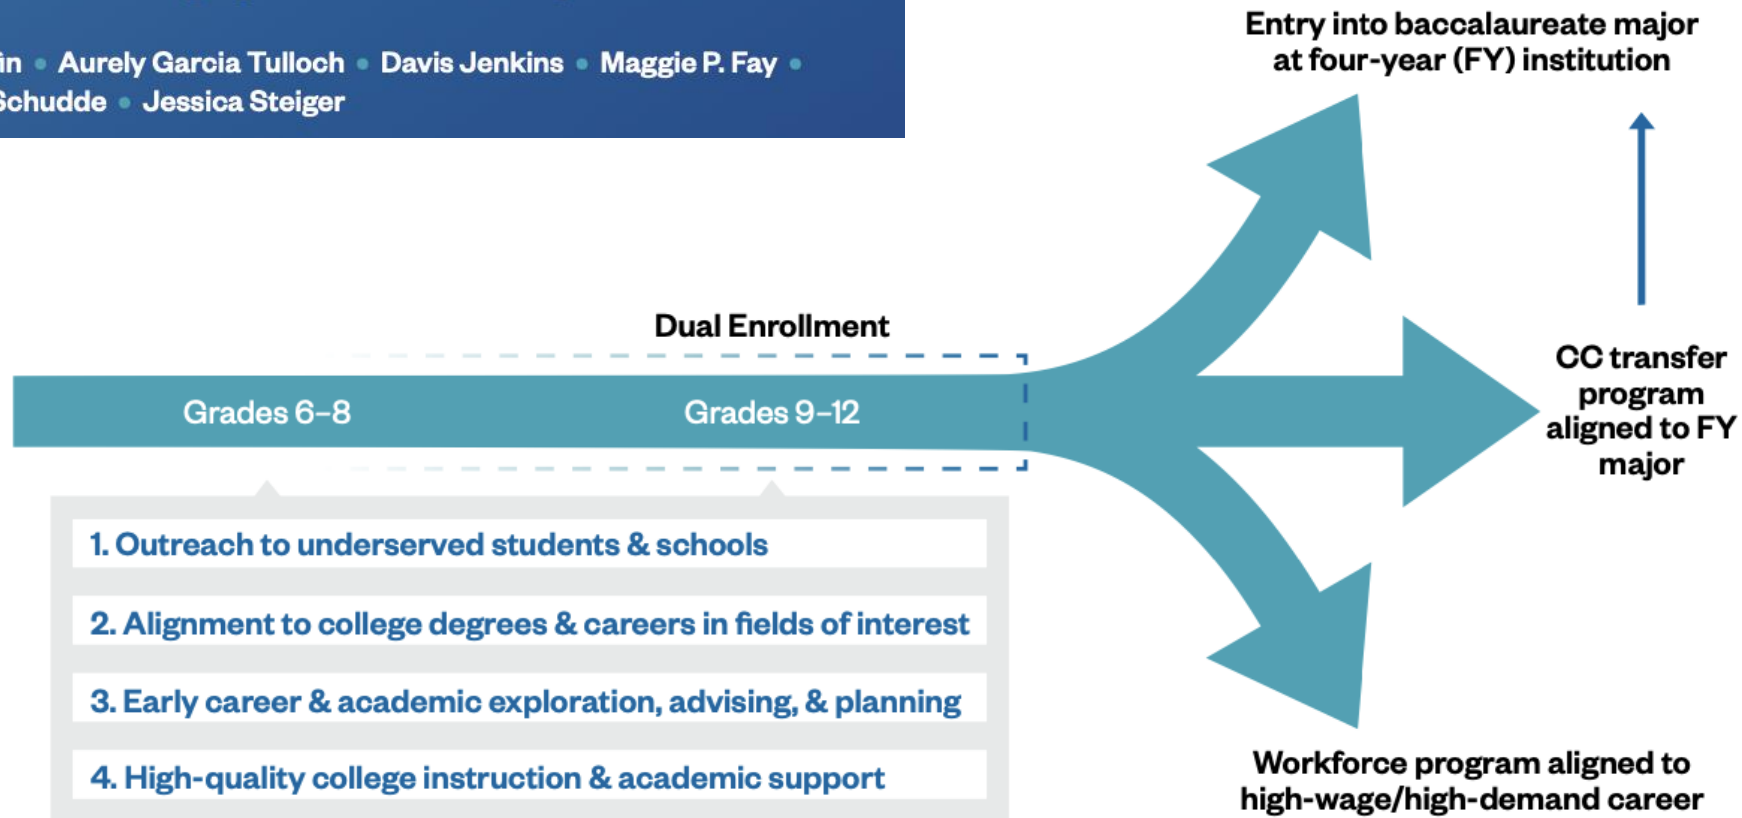 Aurely Garcia Tulloch • Davis Jenkins • Maggie P. Fay •
Schudde • Jessica Steiger
Entry into baccalaureate major
at four-year (FY) institution
Dual Enrollment
Grades 6–8
Grades 9–12
CC transfer
program
aligned to FY
major
1. Outreach to underserved students & schools
2. Alignment to college degrees & careers in fields of interest
3. Early career & academic exploration, advising, & planning
4. High-quality college instruction & academic support
Workforce program aligned to
high-wage/high-demand career